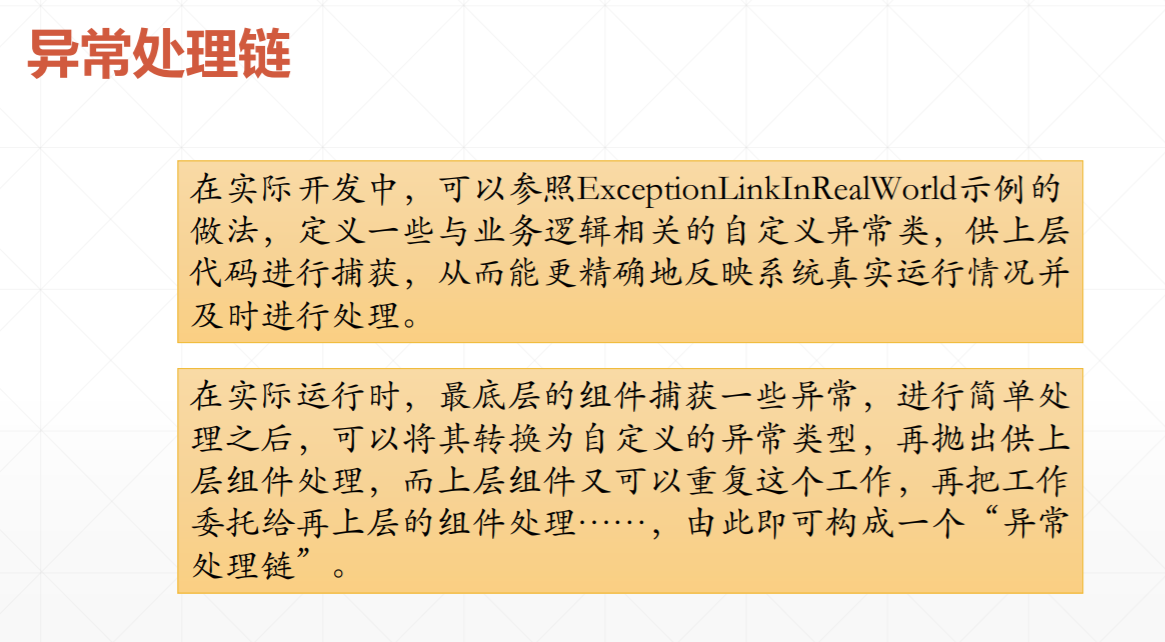 异常处理链
在实际开发中，可以参照ExceptionLinkInRealWorld示例的
做法，定义一些与业务逻辑相关的自定义异常类，供上层
代码进行捕获，从而能更精确地反映系统真实运行情况并
及时进行处理。
在实际运行时，最底层的组件捕获一些异常，进行简单处
理之后，可以将其转换为自定义的异常类型，再抛出供上
层组件处理，而上层组件又可以重复这个工作，再把工作
委托给再上层的组件处理……，由此即可构成一个“异常
处理链”。